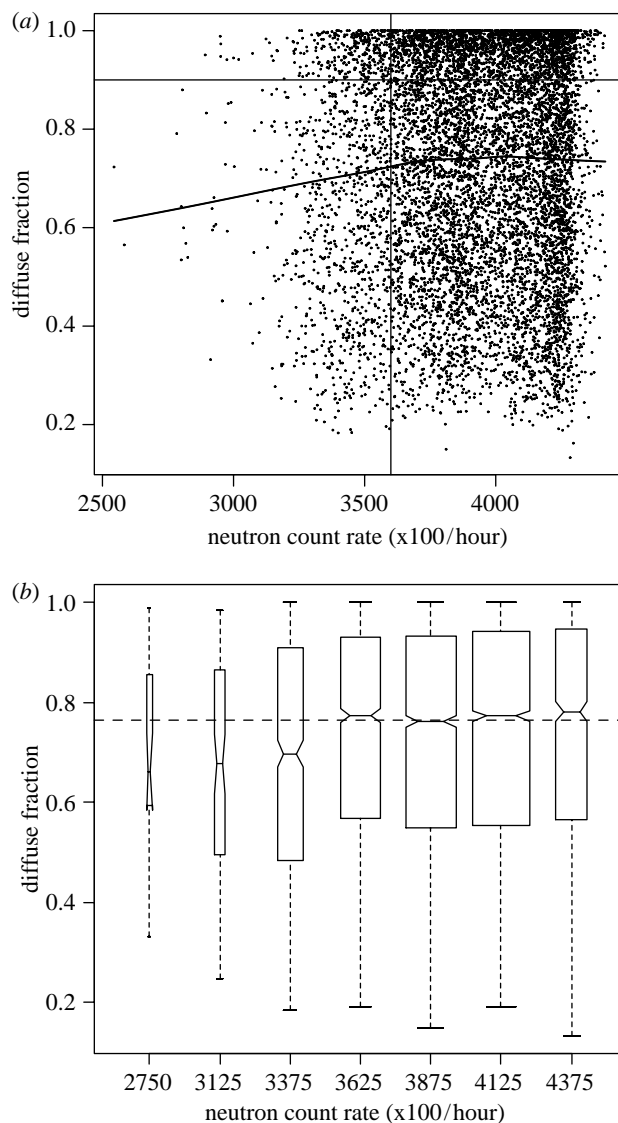 (a)
1.0
0.8
0.6
0.4
0.2
diffuse fraction
2500 3000 3500 4000
neutron count rate (x100/hour)
(b)
1.0
0.8
0.6
0.4
0.2
diffuse fraction
2750 3125 3375 3625 3875 4125 4375
neutron count rate (x100/hour)